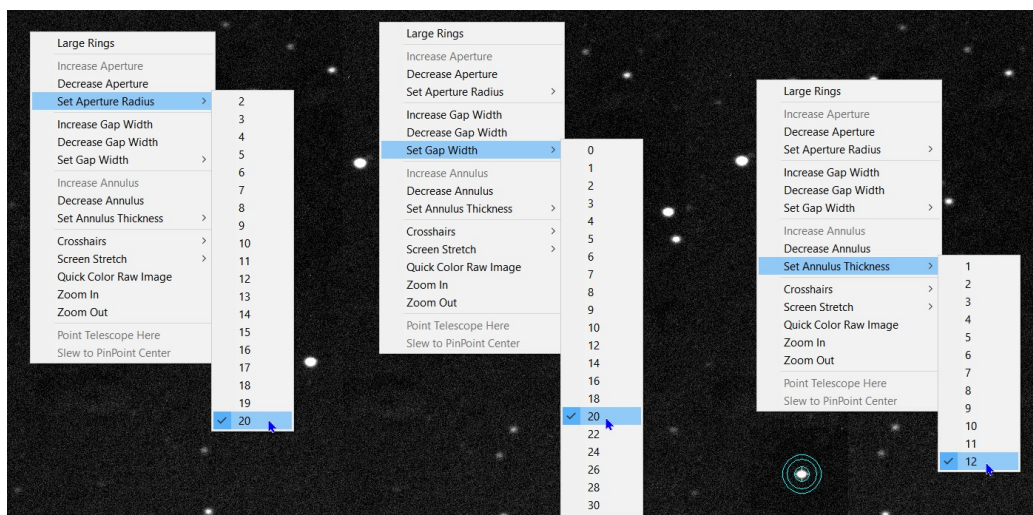 Large Rings
Increase Aperture
Decrease Aperture
Set Aperture Radius
Increase Gap Width
Decrease Gap Width
Set Gap Width
Increase Annulus
Decrease Annulus
Set Annulus Thickness
Crosshairs
Screen Stretch
Quick Color Raw Image
Zoom In
Zoom Out
Point Telescope Here
Slew to PinPoint Center
2
3
4
5
6
7
8
9
10
11
12
13
14
15
16
17
18
19
20
Large Rings
Increase Aperture
Decrease Aperture
Set Aperture Radius
Increase Gap Width
Decrease Gap Width
Set Gap Width
Increase Annulus
Decrease Annulus
Set Annulus Thickness
Crosshairs
Screen Stretch
Quick Color Raw Image
Zoom In
Zoom Out
Point Telescope Here
Slew to PinPoint Center
0
1
2
3
4
5
6
7
8
9
10
12
14
16
18
20
22
24
26
28
30
Large Rings
Increase Aperture
Decrease Aperture
Set Aperture Radius
Increase Gap Width
Decrease Gap Width
Set Gap Width
Increase Annulus
Decrease Annulus
Set Annulus Thickness
Crosshairs
Screen Stretch
Quick Color Raw Image
Zoom In
Zoom Out
Point Telescope Here
Slew to PinPoint Center
1
2
3
4
5
6
7
8
9
10
11
12